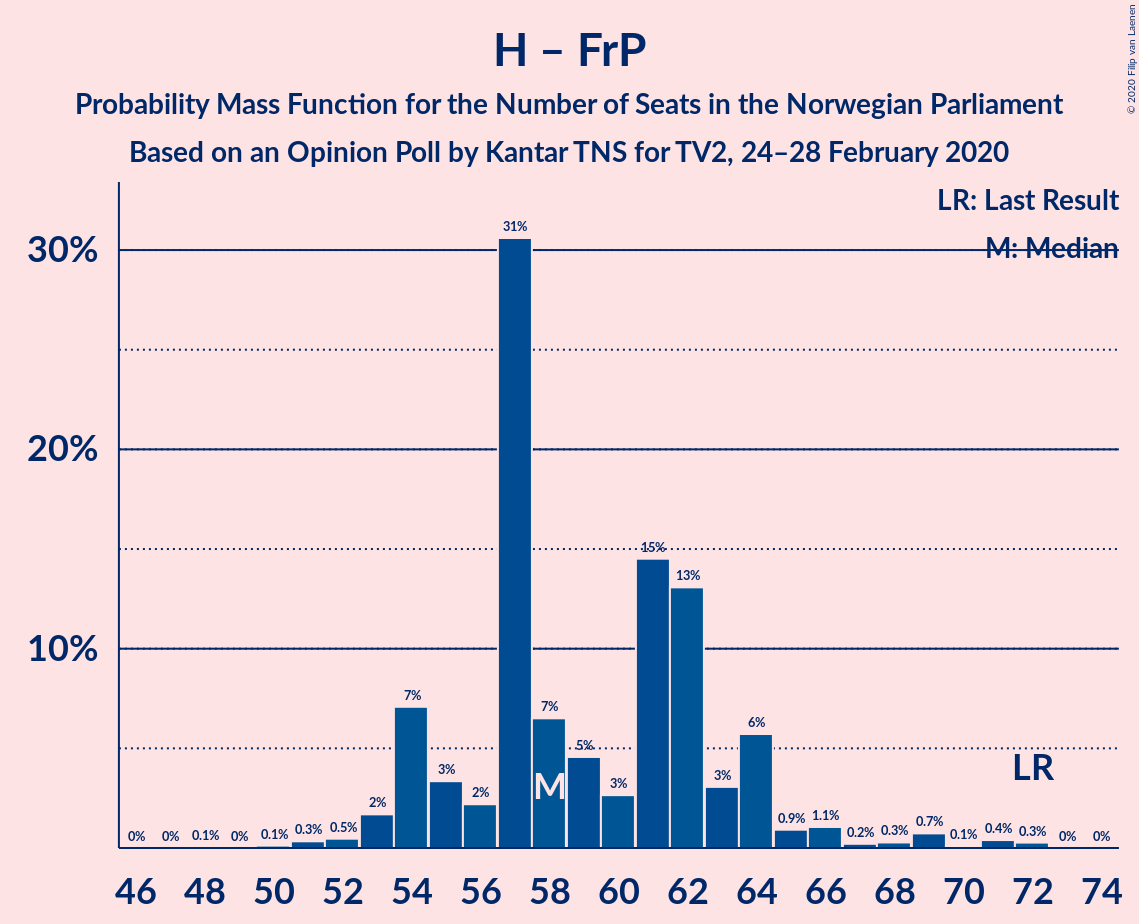 H – FrP
Probability Mass Function for the Number of Seats in the Norwegian Parliament
Based on an Opinion Poll by Kantar TNS for TV2, 24–28 February 2020
© 2020 Filip van Laenen
LR: Last Result
M: Median
30%
20%
10%
0% 0% 0.1% 0% 0.1% 0.3% 0.5% 2% 7% 3% 2% 31% 7% 5% 3% 15% 13% 3% 6% 0.9% 1.1% 0.2% 0.3% 0.7% 0.1% 0.4% 0.3% 0% 0%
M
LR
46 48 50 52 54 56 58 60 62 64 66 68 70 72 74